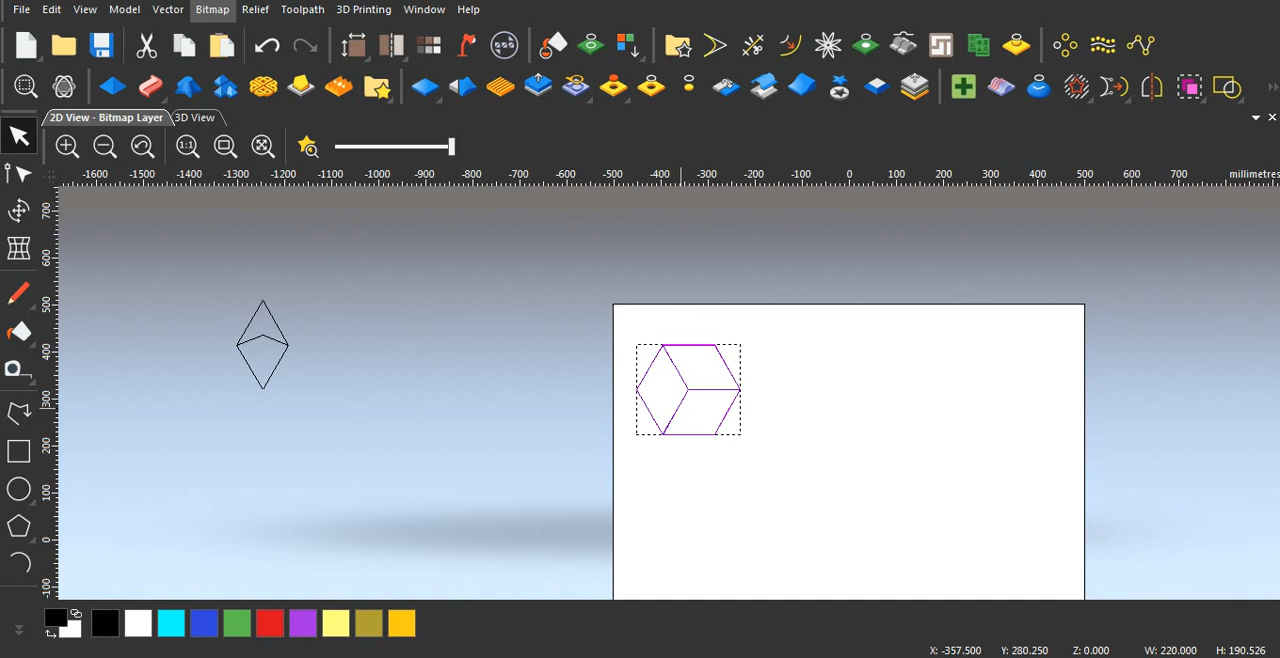 File Edit View Model Vector Bitmap Relief Toolpath 3D Printing Window Help
2D View - Bitmap Layer 3D View
1:1
-1600 -1500 -1400 -1300 -1200 -1100 -1000 -900 -800 -700 -600 -500 -400 -300 -200 -100 0 100 200 300 400 500 600 700 millimetres
700
600
500
400
300
200
100
0
-100
X: -357.500 Y: 280.250 Z: 0.000 W: 220.000 H: 190.526